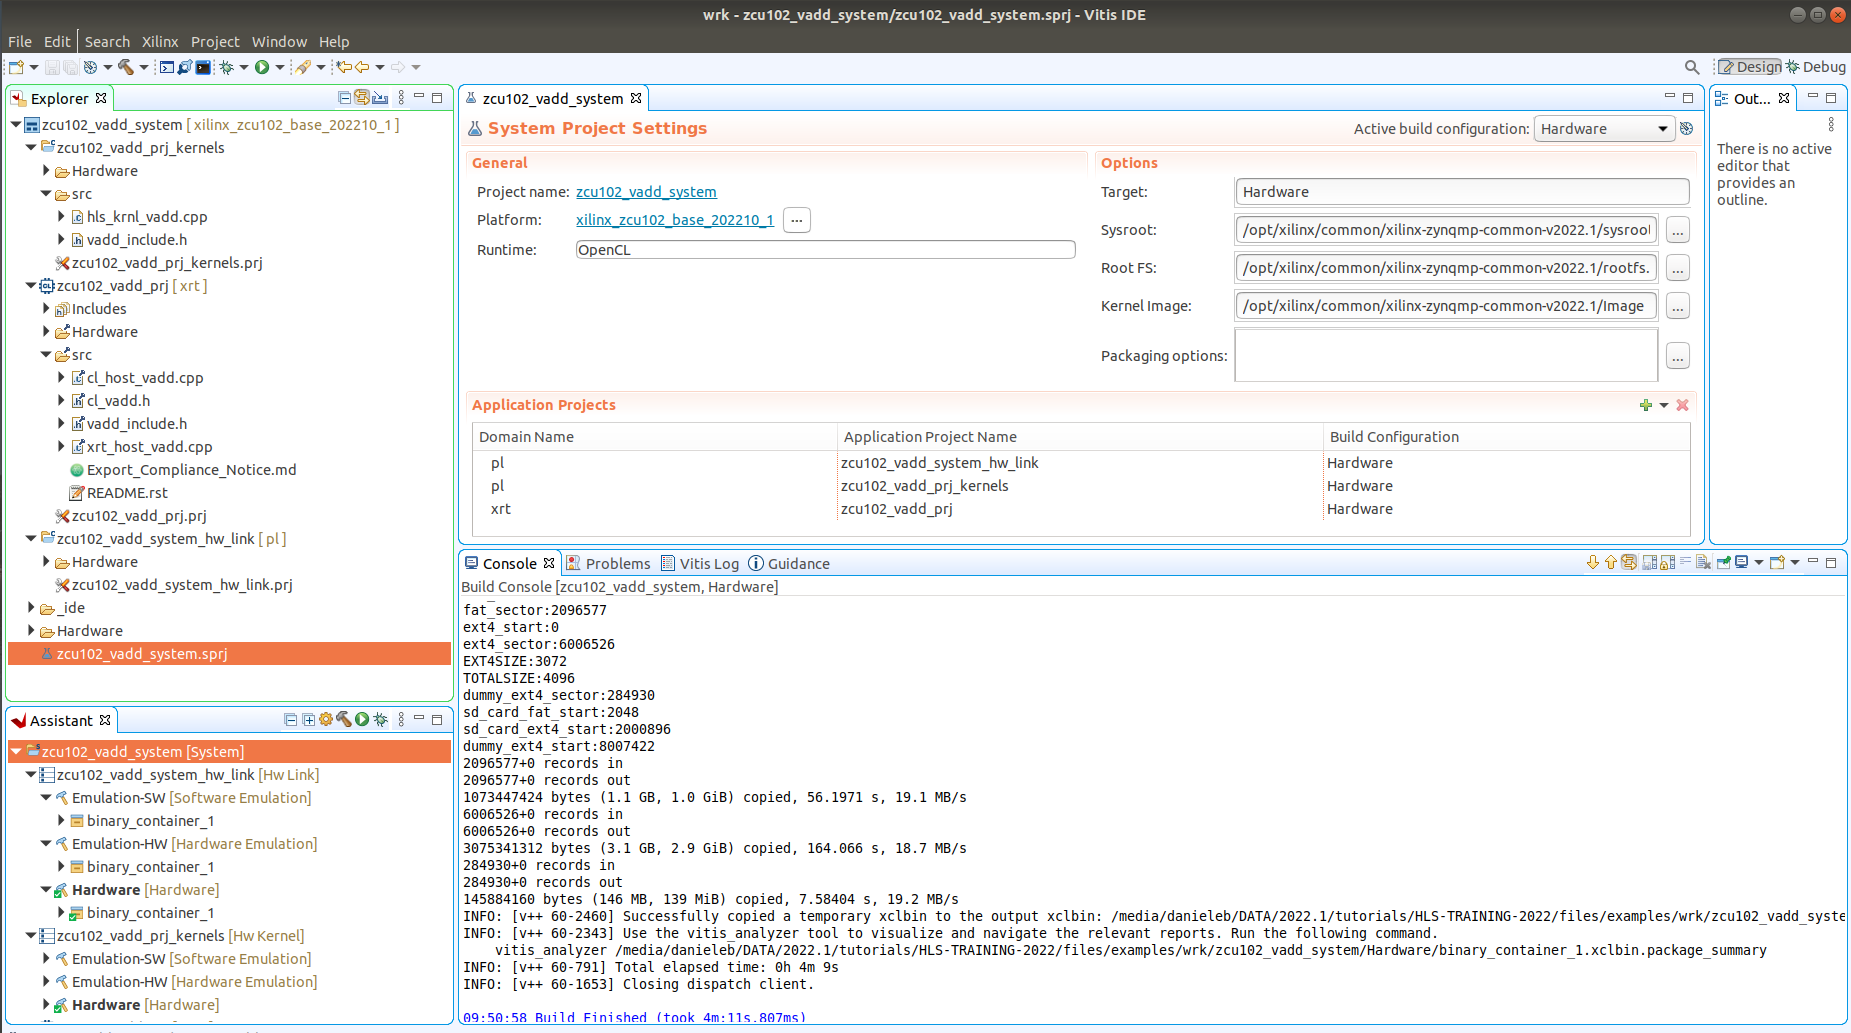 wrk - zcu102_vadd_system/zcu102_vadd_system.sprj - Vitis IDE
File Edit Search Xilinx Project Window Help
Design Debug
Explorer
zcu102_vadd_system [ xilinx_zcu102_base_202210_1 ]
zcu102_vadd_prj_kernels
Hardware
src
hls_krnl_vadd.cpp
vadd_include.h
zcu102_vadd_prj_kernels.prj
zcu102_vadd_prj [ xrt ]
Includes
Hardware
src
cl_host_vadd.cpp
cl_vadd.h
vadd_include.h
xrt_host_vadd.cpp
Export_Compliance_Notice.md
README.rst
zcu102_vadd_prj.prj
zcu102_vadd_system_hw_link [ pl ]
Hardware
zcu102_vadd_system_hw_link.prj
_ide
Hardware
zcu102_vadd_system.sprj
Assistant
zcu102_vadd_system [System]
zcu102_vadd_system_hw_link [Hw Link]
Emulation-SW [Software Emulation]
binary_container_1
Emulation-HW [Hardware Emulation]
binary_container_1
Hardware [Hardware]
binary_container_1
zcu102_vadd_prj_kernels [Hw Kernel]
Emulation-SW [Software Emulation]
Emulation-HW [Hardware Emulation]
Hardware [Hardware]
zcu102_vadd_system
System Project Settings
Active build configuration: Hardware
General
Project name: zcu102_vadd_system
Platform: xilinx_zcu102_base_202210_1 ...
Runtime: OpenCL
Options
Target: Hardware
Sysroot: /opt/xilinx/common/xilinx-zynqmp-common-v2022.1/sysroot ...
Root FS: /opt/xilinx/common/xilinx-zynqmp-common-v2022.1/rootfs. ...
Kernel Image: /opt/xilinx/common/xilinx-zynqmp-common-v2022.1/Image ...
Packaging options: ...
Application Projects
Domain Name Application Project Name Build Configuration
pl zcu102_vadd_system_hw_link Hardware
pl zcu102_vadd_prj_kernels Hardware
xrt zcu102_vadd_prj Hardware
Out...
There is no active
editor that
provides an
outline.
Console Problems Vitis Log Guidance
Build Console [zcu102_vadd_system, Hardware]
fat_sector:2096577
ext4_start:0
ext4_sector:6006526
EXT4SIZE:3072
TOTALSIZE:4096
dummy_ext4_sector:284930
sd_card_fat_start:2048
sd_card_ext4_start:2000896
dummy_ext4_start:8007422
2096577+0 records in
2096577+0 records out
1073447424 bytes (1.1 GB, 1.0 GiB) copied, 56.1971 s, 19.1 MB/s
6006526+0 records in
6006526+0 records out
3075341312 bytes (3.1 GB, 2.9 GiB) copied, 164.066 s, 18.7 MB/s
284930+0 records in
284930+0 records out
145884160 bytes (146 MB, 139 MiB) copied, 7.58404 s, 19.2 MB/s
INFO: [v++ 60-2460] Successfully copied a temporary xclbin to the output xclbin: /media/danieleb/DATA/2022.1/tutorials/HLS-TRAINING-2022/files/examples/wrk/zcu102_vadd_syste
INFO: [v++ 60-2343] Use the vitis_analyzer tool to visualize and navigate the relevant reports. Run the following command.
vitis_analyzer /media/danieleb/DATA/2022.1/tutorials/HLS-TRAINING-2022/files/examples/wrk/zcu102_vadd_system/Hardware/binary_container_1.xclbin.package_summary
INFO: [v++ 60-791] Total elapsed time: 0h 4m 9s
INFO: [v++ 60-1653] Closing dispatch client.
09:50:58 Build Finished (took 4m:11s.807ms)